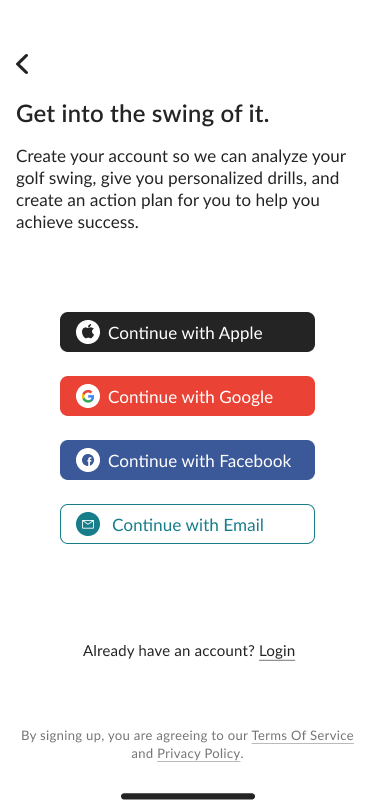 Get into the swing of it.
Create your account so we can analyze your
golf swing, give you personalized drills, and
create an action plan for you to help you
achieve success.
Continue with Apple
Continue with Google
Continue with Facebook
Continue with Email
Already have an account? Login
By signing up, you are agreeing to our Terms Of Service
and Privacy Policy.